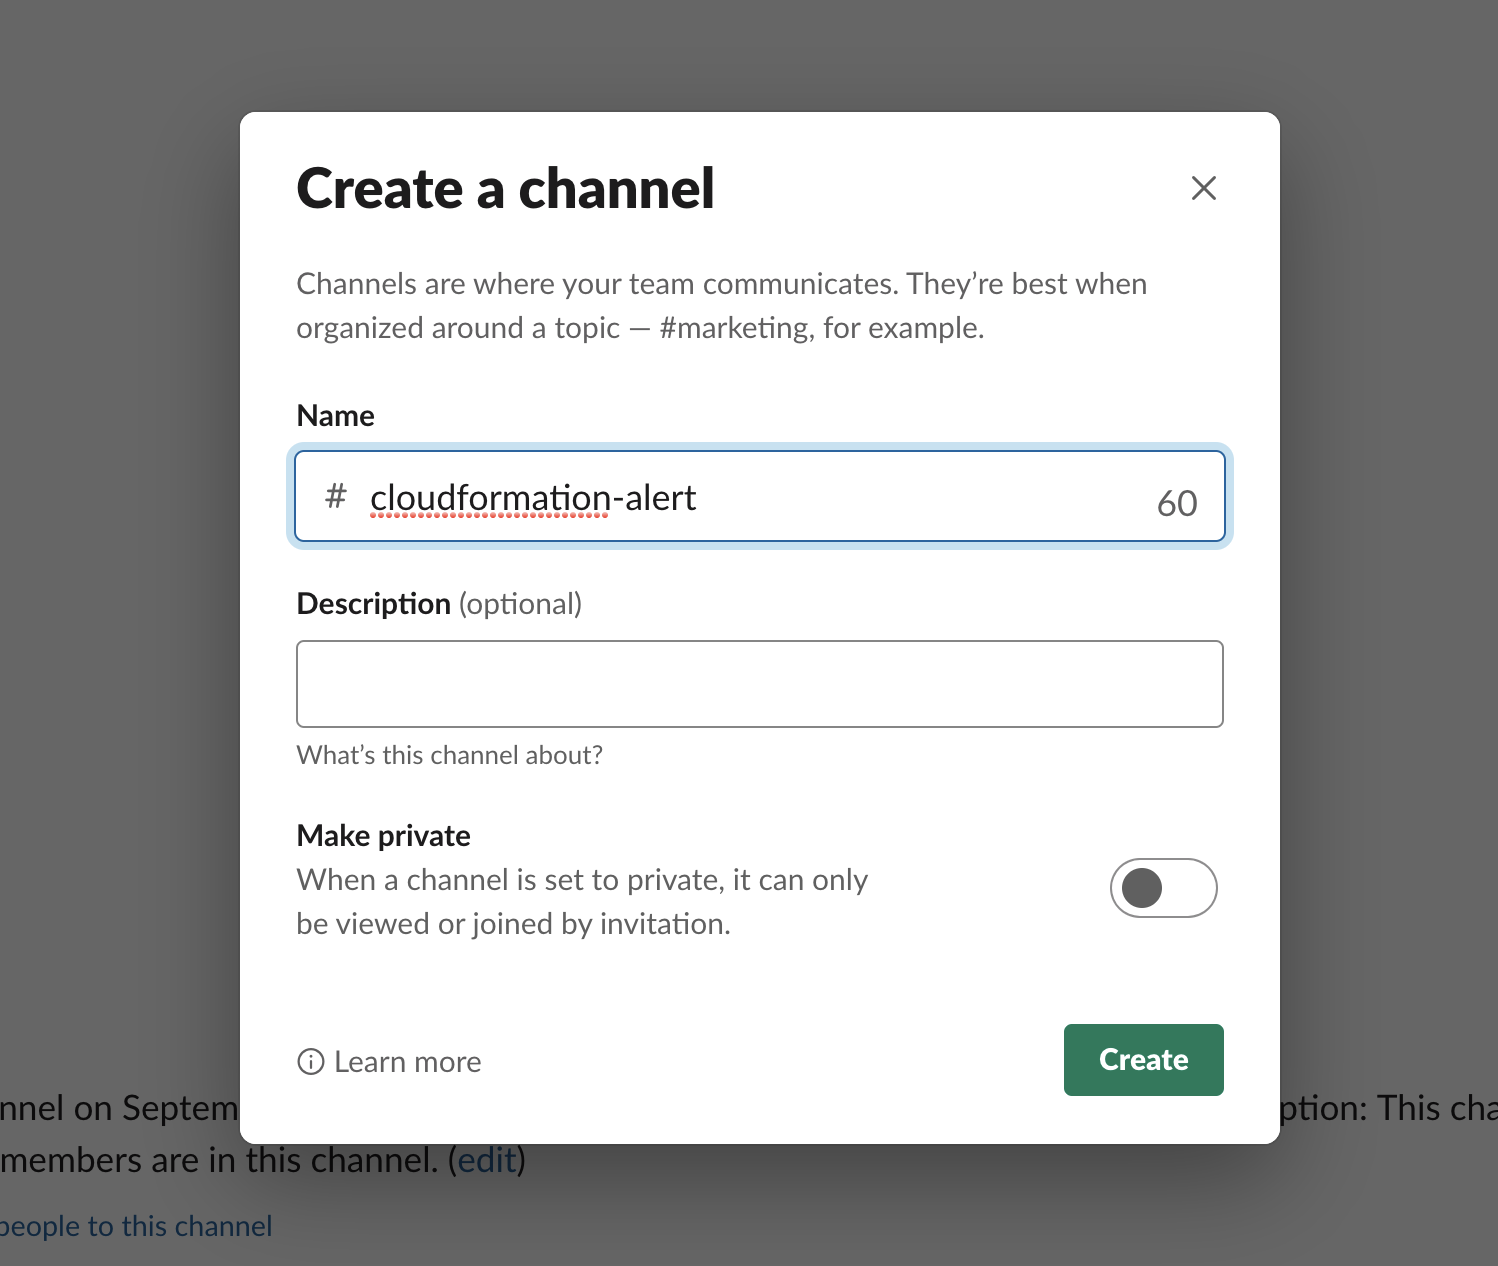 Create a channel
Channels are where your team communicates. They’re best when
organized around a topic — #marketing, for example.
Name
# cloudformation-alert 60
Description (optional)
What’s this channel about?
Make private
When a channel is set to private, it can only
be viewed or joined by invitation.
Learn more
Create
nnel on Septem
ption: This cha
members are in this channel. (edit)
people to this channel